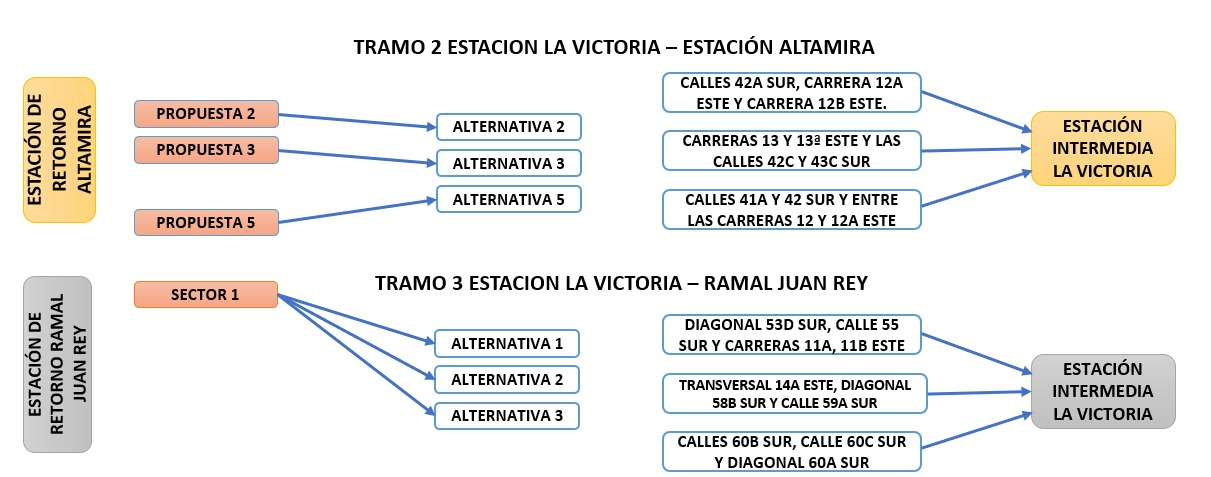 TRAMO 2 ESTACION LA VICTORIA – ESTACIÓN ALTAMIRA
ESTACIÓN DE
RETORNO
ALTAMIRA
PROPUESTA 2
PROPUESTA 3
PROPUESTA 5
ALTERNATIVA 2
ALTERNATIVA 3
ALTERNATIVA 5
CALLES 42A SUR, CARRERA 12A
ESTE Y CARRERA 12B ESTE.
CARRERAS 13 Y 13ª ESTE Y LAS
CALLES 42C Y 43C SUR
CALLES 41A Y 42 SUR Y ENTRE
LAS CARRERAS 12 Y 12A ESTE
ESTACIÓN
INTERMEDIA
LA VICTORIA
TRAMO 3 ESTACION LA VICTORIA – RAMAL JUAN REY
ESTACIÓN DE
RETORNO RAMAL
JUAN REY
SECTOR 1
ALTERNATIVA 1
ALTERNATIVA 2
ALTERNATIVA 3
DIAGONAL 53D SUR, CALLE 55
SUR Y CARRERAS 11A, 11B ESTE
TRANSVERSAL 14A ESTE, DIAGONAL
58B SUR Y CALLE 59A SUR
CALLES 60B SUR, CALLE 60C SUR
Y DIAGONAL 60A SUR
ESTACIÓN
INTERMEDIA
LA VICTORIA